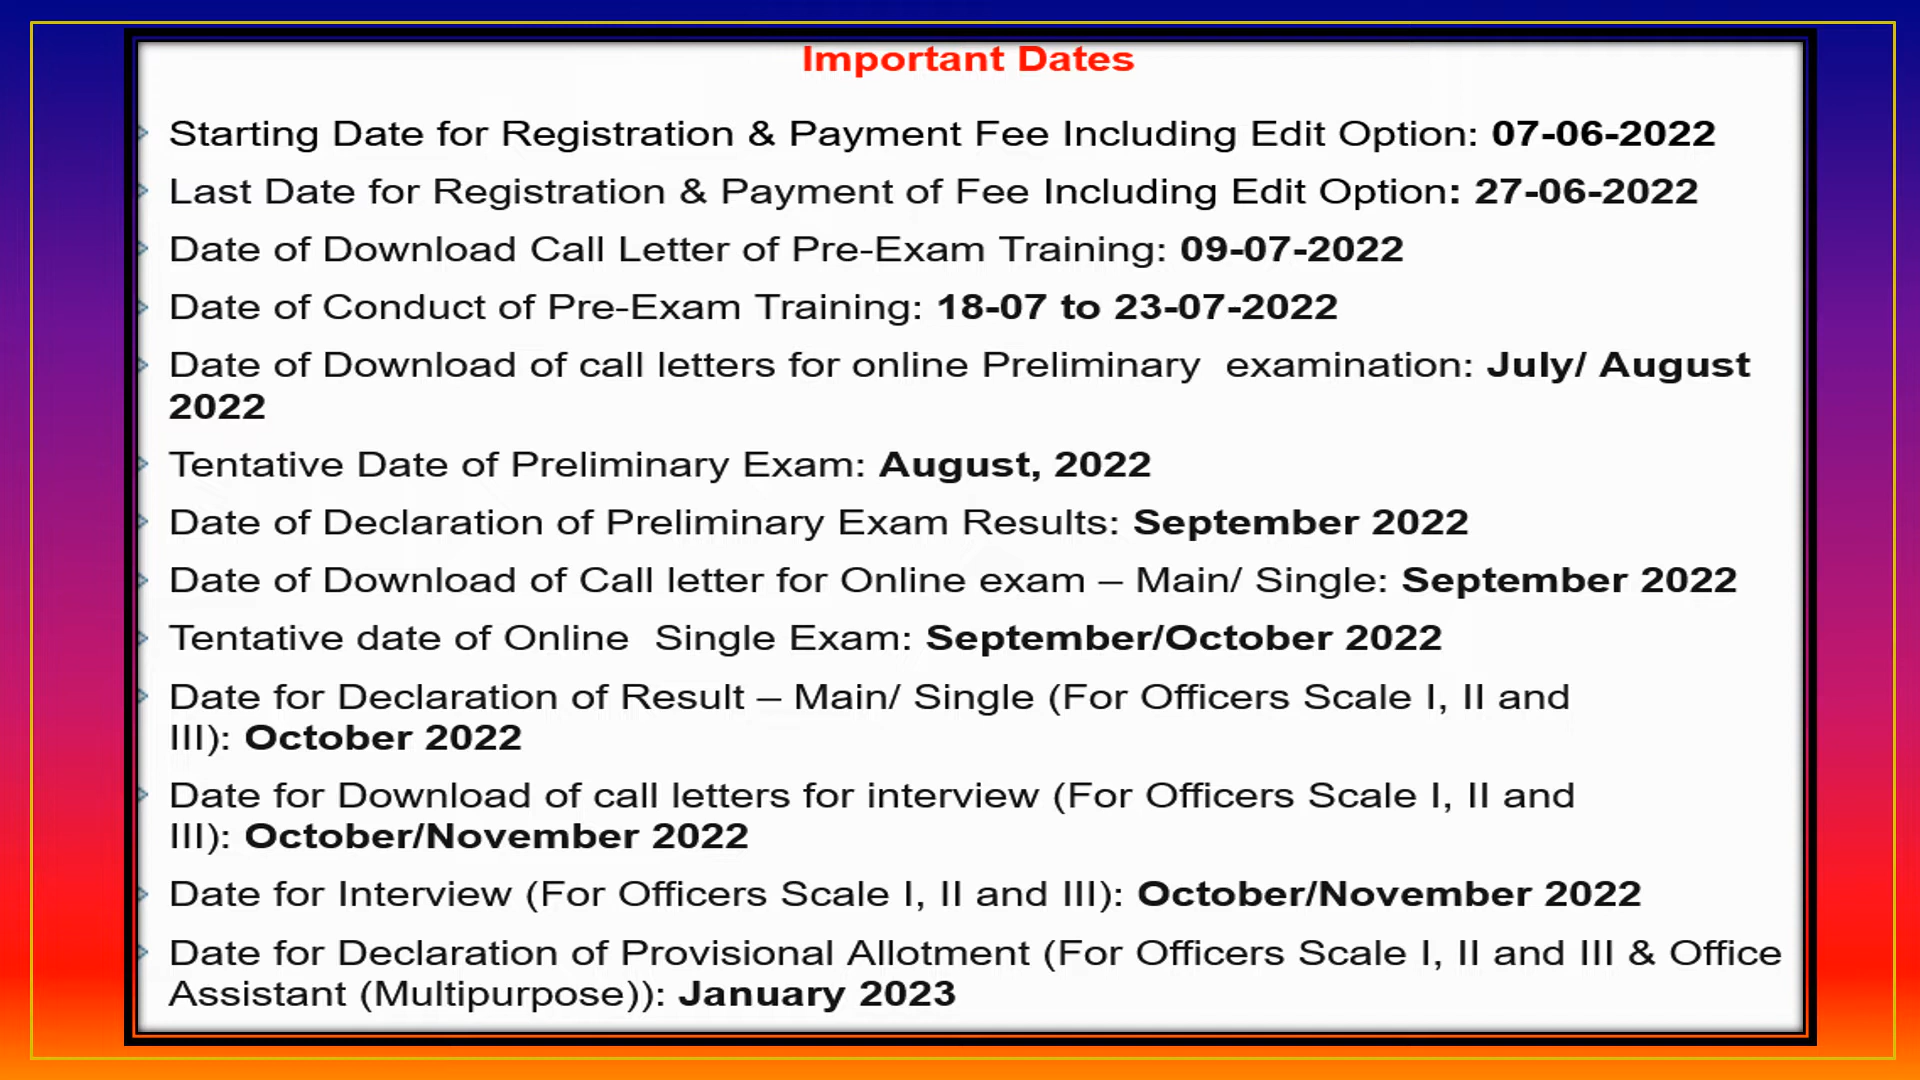 Important Dates
Starting Date for Registration & Payment Fee Including Edit Option: 07-06-2022
Last Date for Registration & Payment of Fee Including Edit Option: 27-06-2022
Date of Download Call Letter of Pre-Exam Training: 09-07-2022
Date of Conduct of Pre-Exam Training: 18-07 to 23-07-2022
Date of Download of call letters for online Preliminary  examination: July/ August
2022
Tentative Date of Preliminary Exam: August, 2022
Date of Declaration of Preliminary Exam Results: September 2022
Date of Download of Call letter for Online exam – Main/ Single: September 2022
Tentative date of Online  Single Exam: September/October 2022
Date for Declaration of Result – Main/ Single (For Officers Scale I, II and
III): October 2022
Date for Download of call letters for interview (For Officers Scale I, II and
III): October/November 2022
Date for Interview (For Officers Scale I, II and III): October/November 2022
Date for Declaration of Provisional Allotment (For Officers Scale I, II and III & Office
Assistant (Multipurpose)): January 2023